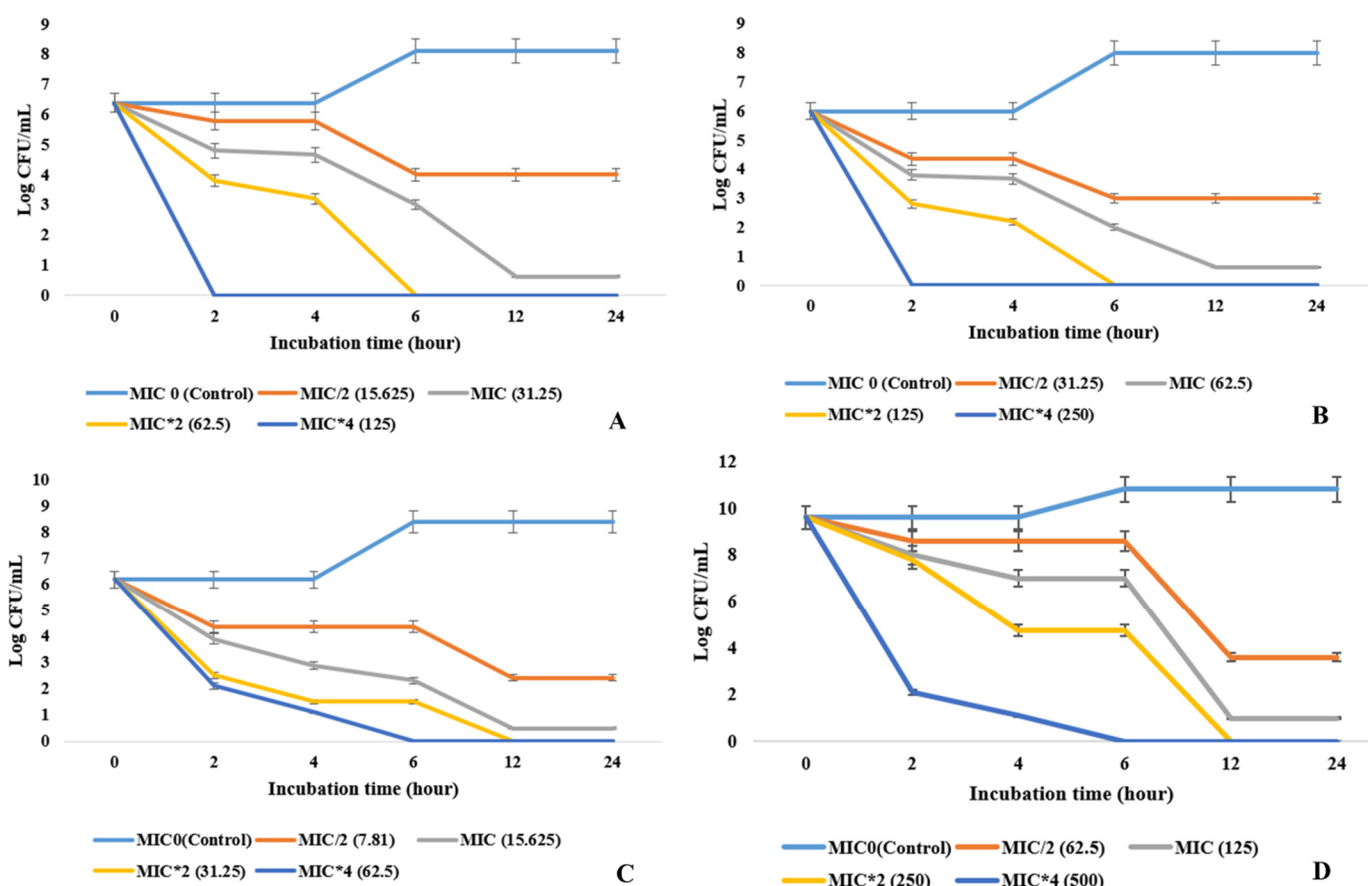 9
8
7
6
5
4
3
2
1
0
Log CFU/mL
0 2 4 6 12 24
Incubation time (hour)
MIC 0 (Control) MIC/2 (15.625) MIC (31.25)
MIC*2 (62.5) MIC*4 (125)
A
9
8
7
6
5
4
3
2
1
0
Log CFU/mL
0 2 4 6 12 24
Incubation time (hour)
MIC 0 (Control) MIC/2 (31.25) MIC (62.5)
MIC*2 (125) MIC*4 (250)
B
10
9
8
7
6
5
4
3
2
1
0
Log CFU/mL
0 2 4 6 12 24
Incubation time (hour)
MIC0(Control) MIC/2 (7.81) MIC (15.625)
MIC*2 (31.25) MIC*4 (62.5)
C
12
10
8
6
4
2
0
Log CFU/mL
0 2 4 6 12 24
Incubation time (hour)
MIC0(Control) MIC/2 (62.5) MIC (125)
MIC*2 (250) MIC*4 (500)
D